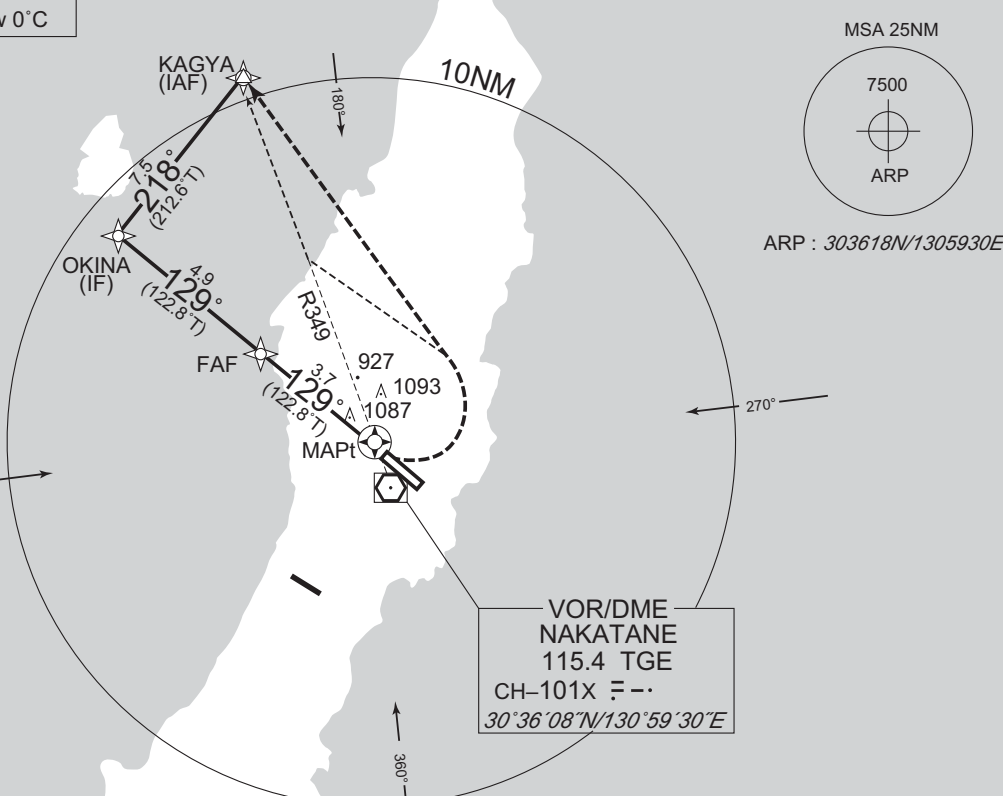 0°C
MSA 25NM
7500
ARP
ARP : 303618N/1305930E
KAGYA
(IAF)
10NM
180°
7.5
218°
(212.6°T)
OKINA
(IF)
4.9
129°
(122.8°T)
R349
FAF
3.7
129°
(122.8°T)
927
1093
1087
MAPt
270°
VOR/DME
NAKATANE
115.4 TGE
CH–101X
30°36´08˝N/130°59´30˝E
360°